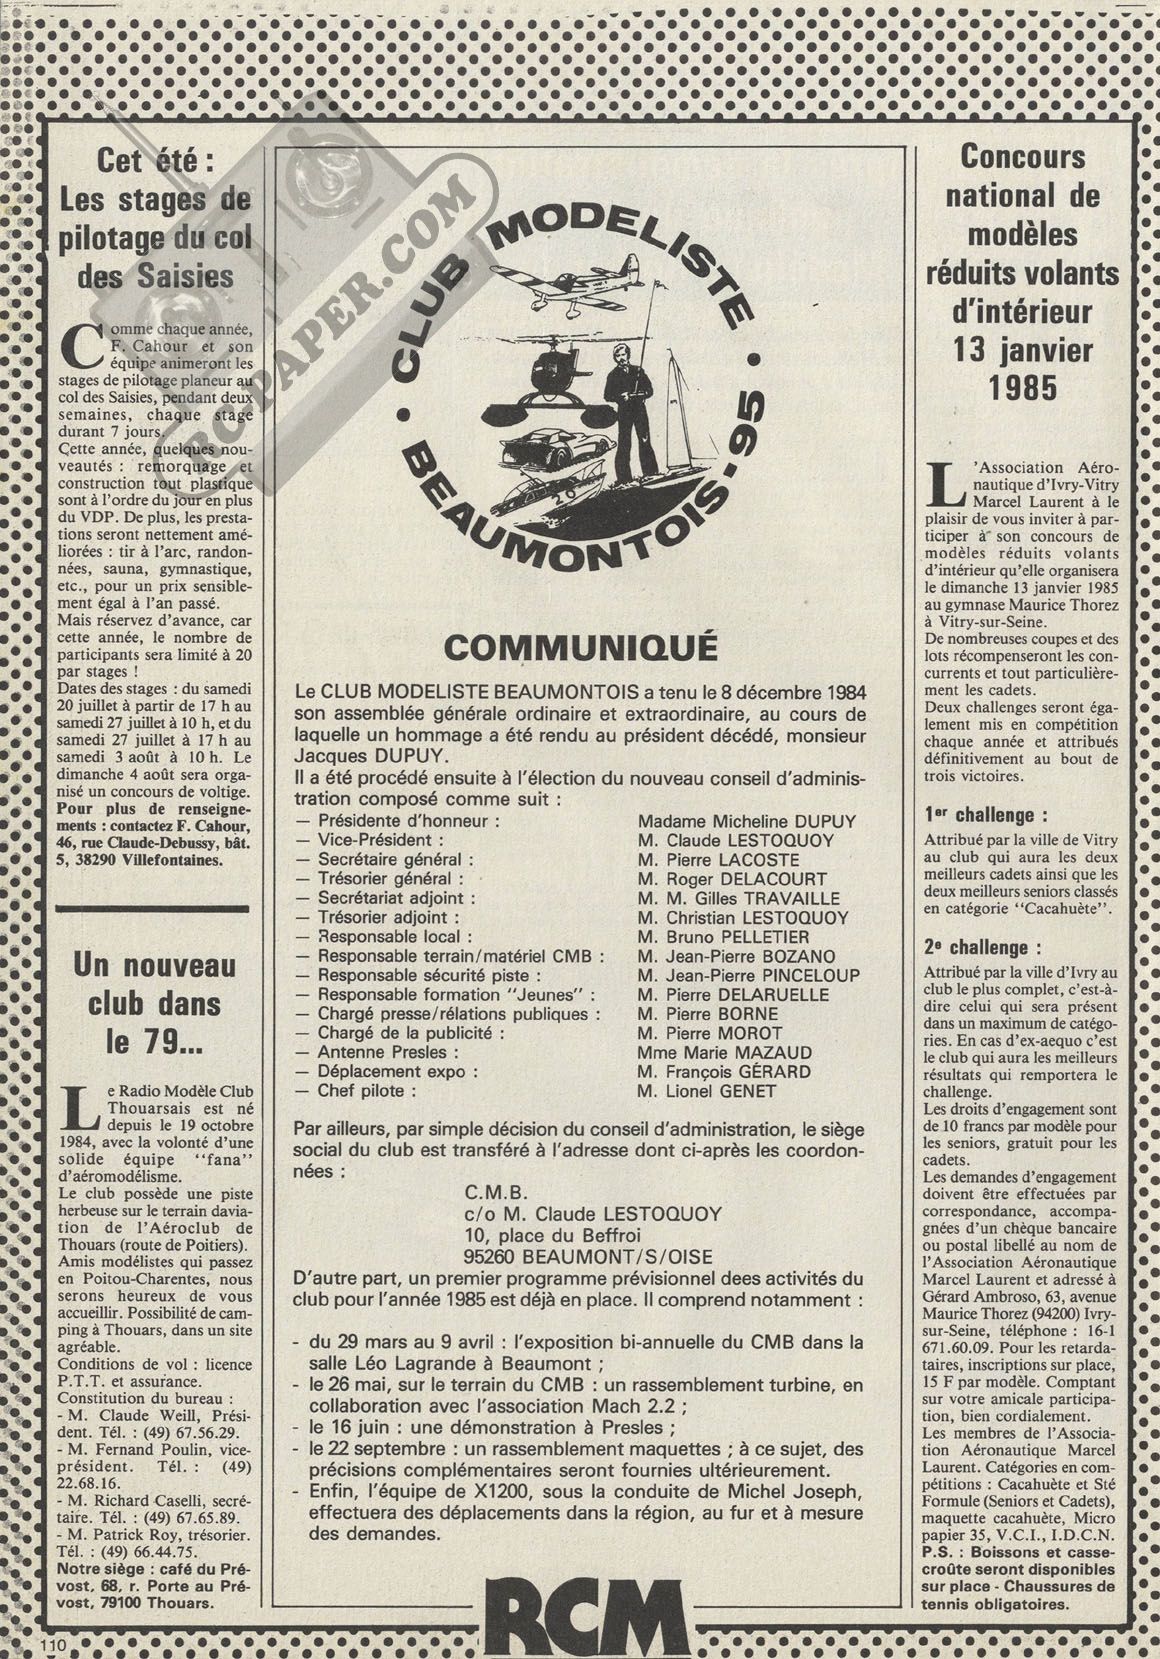 Cet été :
Les stages de
pilotage du col
des Saisies
Comme chaque année,
F. Cahour et son
équipe animeront les
stages de pilotage planeur au
col des Saisies, pendant deux
semaines, chaque stage
durant 7 jours.
Cette année, quelques nou-
veautés : remorquage et
construction tout plastique
sont à l'ordre du jour en plus
du VDP. De plus, les presta-
tions seront nettement amé-
liorées : tir à l'arc, randon-
nées, sauna, gymnastique,
etc., pour un prix sensible-
ment égal à l'an passé.
Mais réservez d'avance, car
cette année, le nombre de
participants sera limité à 20
par stages !
Dates des stages : du samedi
20 juillet à partir de 17 h au
samedi 27 juillet à 10 h, et du
samedi 27 juillet à 17 h au
samedi 3 août à 10 h. Le
dimanche 4 août sera orga-
nisé un concours de voltige.
Pour plus de renseigne-
ments : contactez F. Cahour,
46, rue Claude-Debussy, bât.
5, 38290 Villefontaines.
Un nouveau
club dans
le 79...
Le Radio Modèle Club
Thouarsais est né
depuis le 19 octobre
1984, avec la volonté d'une
solide équipe "fana"
d'aéromodélisme.
Le club possède une piste
herbeuse sur le terrain davia-
tion de l'Aéroclub de
Thouars (route de Poitiers).
Amis modélistes qui passez
en Poitou-Charentes, nous
serons heureux de vous
accueillir. Possibilité de cam-
ping à Thouars, dans un site
agréable.
Conditions de vol : licence
P.T.T. et assurance.
Constitution du bureau :
- M. Claude Weill, Prési-
dent. Tél. : (49) 67.56.29.
- M. Fernand Poulin, vice-
président. Tél. : (49)
22.68.16.
- M. Richard Caselli, secré-
taire. Tél. : (49) 67.65.89.
- M. Patrick Roy, trésorier.
Tél. : (49) 66.44.75.
Notre siège : café du Pré-
vost, 68, r. Porte au Pré-
vost, 79100 Thouars.
RC-PAPER.COM
• CLUB MODELISTE •
BEAUMONTOIS-95
20
COMMUNIQUÉ
Le CLUB MODELISTE BEAUMONTOIS a tenu le 8 décembre 1984
son assemblée générale ordinaire et extraordinaire, au cours de
laquelle un hommage a été rendu au président décédé, monsieur
Jacques DUPUY.
Il a été procédé ensuite à l'élection du nouveau conseil d'adminis-
tration composé comme suit :
— Présidente d'honneur : Madame Micheline DUPUY
— Vice-Président : M. Claude LESTOQUOY
— Secrétaire général : M. Pierre LACOSTE
— Trésorier général : M. Roger DELACOURT
— Secrétariat adjoint : M. M. Gilles TRAVAILLE
— Trésorier adjoint : M. Christian LESTOQUOY
— Responsable local : M. Bruno PELLETIER
— Responsable terrain/matériel CMB : M. Jean-Pierre BOZANO
— Responsable sécurité piste : M. Jean-Pierre PINCELOUP
— Responsable formation "Jeunes" : M. Pierre DELARUELLE
— Chargé presse/rélations publiques : M. Pierre BORNE
— Chargé de la publicité : M. Pierre MOROT
— Antenne Presles : Mme Marie MAZAUD
— Déplacement expo : M. François GÉRARD
— Chef pilote : M. Lionel GENET
Par ailleurs, par simple décision du conseil d'administration, le siège
social du club est transféré à l'adresse dont ci-après les coordon-
nées :
C.M.B.
c/o M. Claude LESTOQUOY
10, place du Beffroi
95260 BEAUMONT/S/OISE
D'autre part, un premier programme prévisionnel dees activités du
club pour l'année 1985 est déjà en place. Il comprend notamment :
- du 29 mars au 9 avril : l'exposition bi-annuelle du CMB dans la
salle Léo Lagrande à Beaumont ;
- le 26 mai, sur le terrain du CMB : un rassemblement turbine, en
collaboration avec l'association Mach 2.2 ;
- le 16 juin : une démonstration à Presles ;
- le 22 septembre : un rassemblement maquettes ; à ce sujet, des
précisions complémentaires seront fournies ultérieurement.
- Enfin, l'équipe de X1200, sous la conduite de Michel Joseph,
effectuera des déplacements dans la région, au fur et à mesure
des demandes.
Concours
national de
modèles
réduits volants
d'intérieur
13 janvier
1985
L'Association Aéro-
nautique d'Ivry-Vitry
Marcel Laurent à le
plaisir de vous inviter à par-
ticiper à son concours de
modèles réduits volants
d'intérieur qu'elle organisera
le dimanche 13 janvier 1985
au gymnase Maurice Thorez
à Vitry-sur-Seine.
De nombreuses coupes et des
lots récompenseront les con-
currents et tout particulière-
ment les cadets.
Deux challenges seront éga-
lement mis en compétition
chaque année et attribués
définitivement au bout de
trois victoires.
1er challenge :
Attribué par la ville de Vitry
au club qui aura les deux
meilleurs cadets ainsi que les
deux meilleurs seniors classés
en catégorie "Cacahuète".
2e challenge :
Attribué par la ville d'Ivry au
club le plus complet, c'est-à-
dire celui qui sera présent
dans un maximum de catégo-
ries. En cas d'ex-aequo c'est
le club qui aura les meilleurs
résultats qui remportera le
challenge.
Les droits d'engagement sont
de 10 francs par modèle pour
les seniors, gratuit pour les
cadets.
Les demandes d'engagement
doivent être effectuées par
correspondance, accompa-
gnées d'un chèque bancaire
ou postal libellé au nom de
l'Association Aéronautique
Marcel Laurent et adressé à
Gérard Ambroso, 63, avenue
Maurice Thorez (94200) Ivry-
sur-Seine, téléphone : 16-1
671.60.09. Pour les retarda-
taires, inscriptions sur place,
15 F par modèle. Comptant
sur votre amicale participa-
tion, bien cordialement.
Les membres de l'Associa-
tion Aéronautique Marcel
Laurent. Catégories en com-
pétitions : Cacahuète et Sté
Formule (Seniors et Cadets),
maquette cacahuète, Micro
papier 35, V.C.I., I.D.C.N.
P.S. : Boissons et casse-
croûte seront disponibles
sur place - Chaussures de
tennis obligatoires.
110
RCM